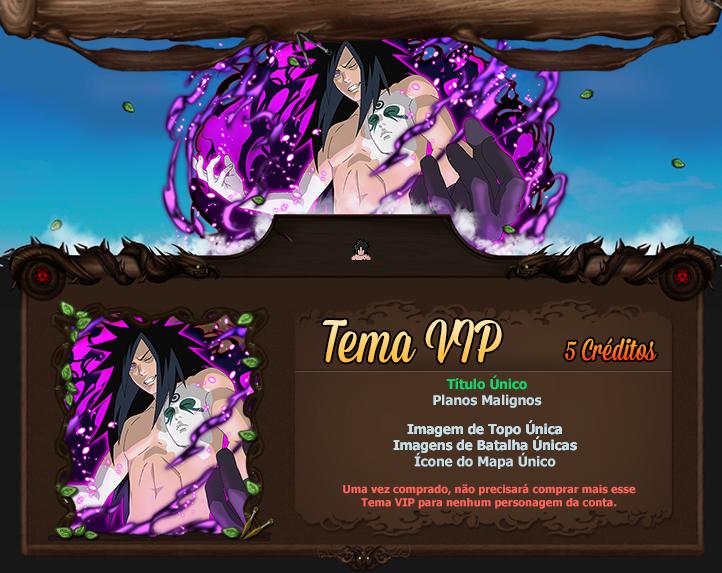 Tema VIP
5 Créditos
Título Único
Planos Malignos
Imagem de Topo Única
Imagens de Batalha Únicas
Ícone do Mapa Único
Uma vez comprado, não precisará comprar mais esse
Tema VIP para nenhum personagem da conta.